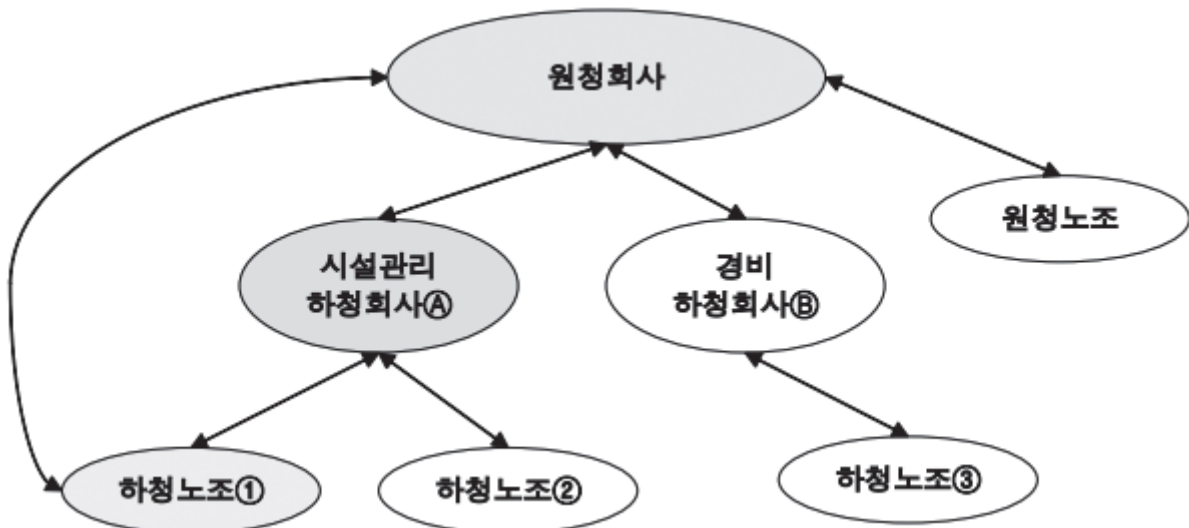 원청회사
원청노조
시설관리
하청회사Ⓐ
경비
하청회사Ⓑ
하청노조①
하청노조②
하청노조③